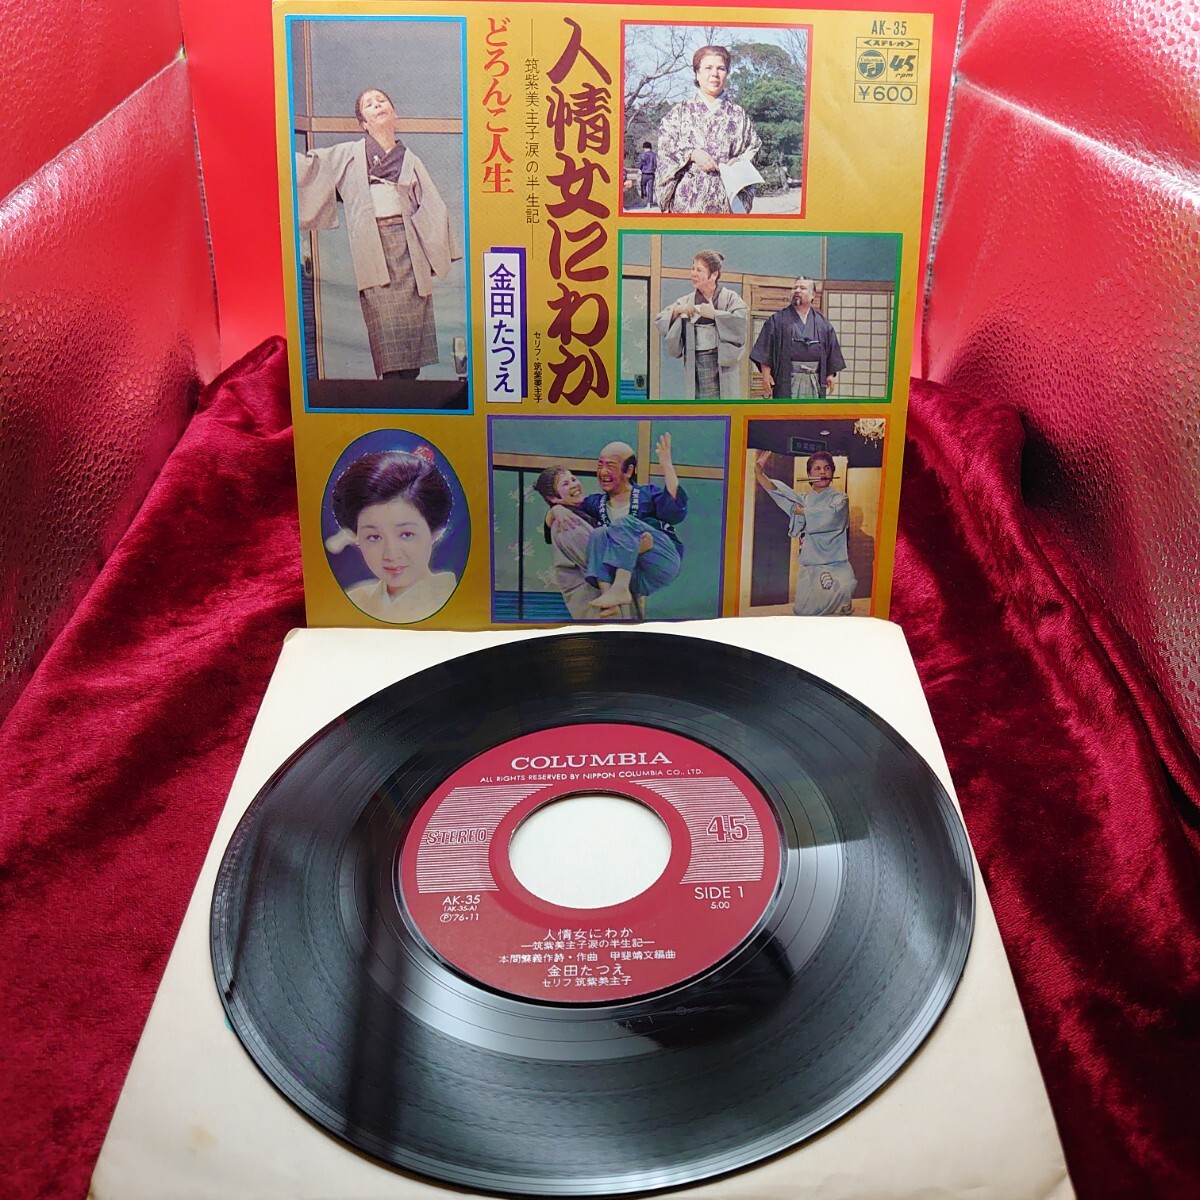 人情女にわか
―筑紫美主子涙の半生記―
どろんこ人生
金田たつえ
セリフ・筑紫美主子
AK-35
<ステレオ>
Columbia
45
rpm
¥600
COLUMBIA
ALL RIGHTS RESERVED BY NIPPON COLUMBIA CO., LTD.
STEREO
45
AK-35
(AK-35-A)
Ⓟ'76・11
SIDE 1
5.00
人情女にわか
―筑紫美主子涙の半生記―
本間繁義作詩・作曲 甲斐靖文編曲
金田たつえ
セリフ 筑紫美主子